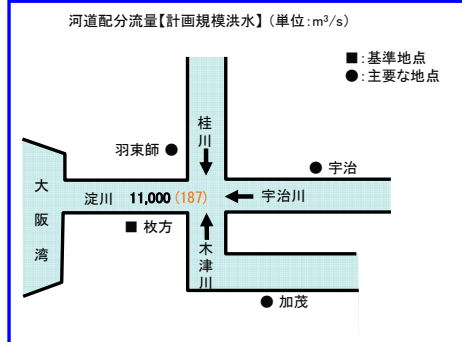 河道配分流量【計画規模洪水】 (単位:m³/s)
■:基準地点
●:主要な地点
桂川
羽束師 ●
● 宇治
大阪湾
淀川 11,000 (187)
宇治川
■ 枚方
木津川
● 加茂